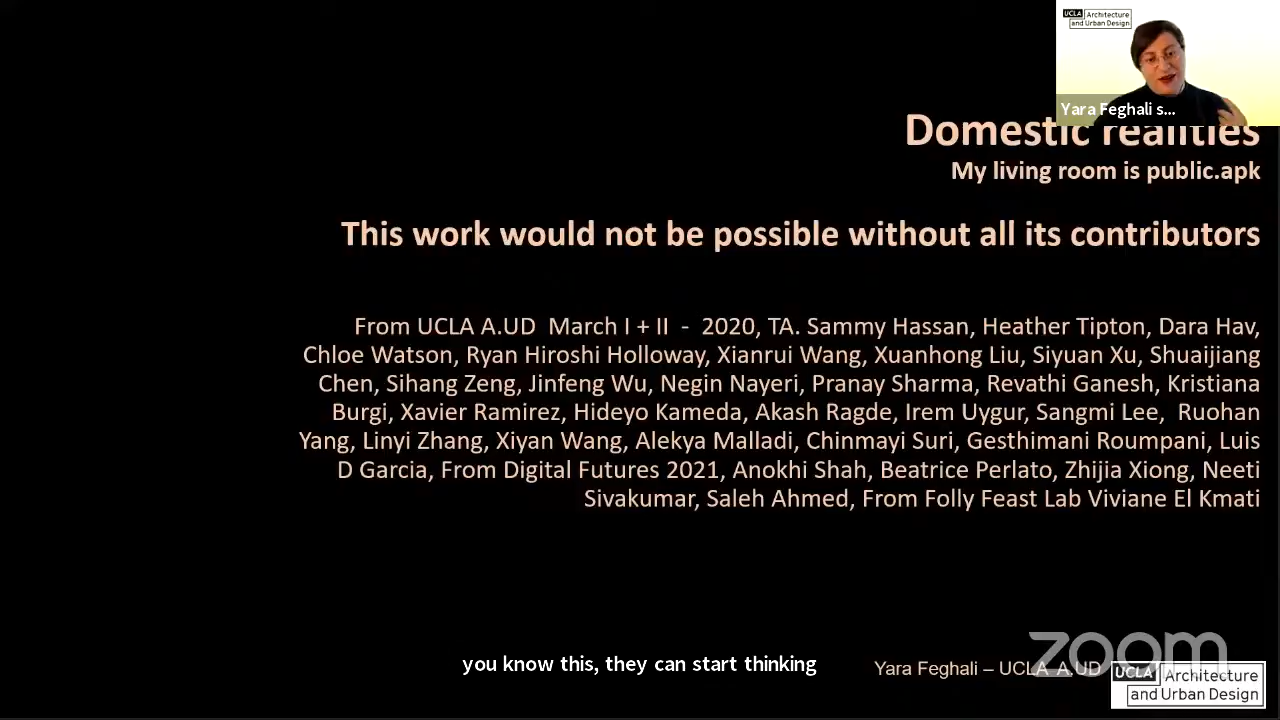 UCLA Architecture
and Urban Design
Yara Feghali s...
Domestic realities
My living room is public.apk
This work would not be possible without all its contributors
From UCLA A.UD March I + II - 2020, TA. Sammy Hassan, Heather Tipton, Dara Hav,
Chloe Watson, Ryan Hiroshi Holloway, Xianrui Wang, Xuanhong Liu, Siyuan Xu, Shuaijiang
Chen, Sihang Zeng, Jinfeng Wu, Negin Nayeri, Pranay Sharma, Revathi Ganesh, Kristiana
Burgi, Xavier Ramirez, Hideyo Kameda, Akash Ragde, Irem Uygur, Sangmi Lee, Ruohan
Yang, Linyi Zhang, Xiyan Wang, Alekya Malladi, Chinmayi Suri, Gesthimani Roumpani, Luis
D Garcia, From Digital Futures 2021, Anokhi Shah, Beatrice Perlato, Zhijia Xiong, Neeti
Sivakumar, Saleh Ahmed, From Folly Feast Lab Viviane El Kmati
you know this, they can start thinking
Yara Feghali – UCLA A.UD
zoom
UCLA Architecture
and Urban Design